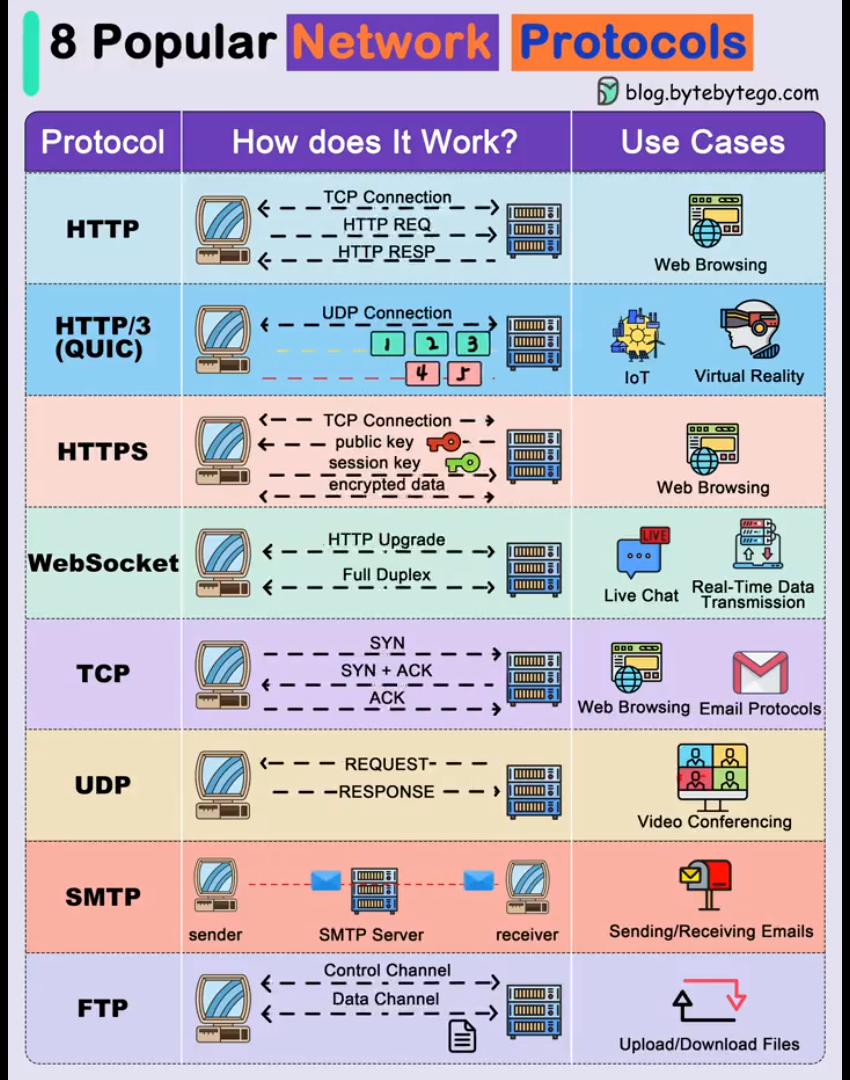 8 Popular Network Protocols
blog.bytebytego.com
Protocol
How does It Work?
Use Cases
HTTP
TCP Connection
HTTP REQ
HTTP RESP
Web Browsing
HTTP/3
(QUIC)
UDP Connection
1 2 3
4 5
IoT
Virtual Reality
HTTPS
TCP Connection
public key
session key
encrypted data
Web Browsing
WebSocket
HTTP Upgrade
Full Duplex
LIVE
Live Chat
Real-Time Data
Transmission
TCP
SYN
SYN + ACK
ACK
Web Browsing
Email Protocols
UDP
REQUEST
RESPONSE
Video Conferencing
SMTP
sender
SMTP Server
receiver
Sending/Receiving Emails
FTP
Control Channel
Data Channel
Upload/Download Files